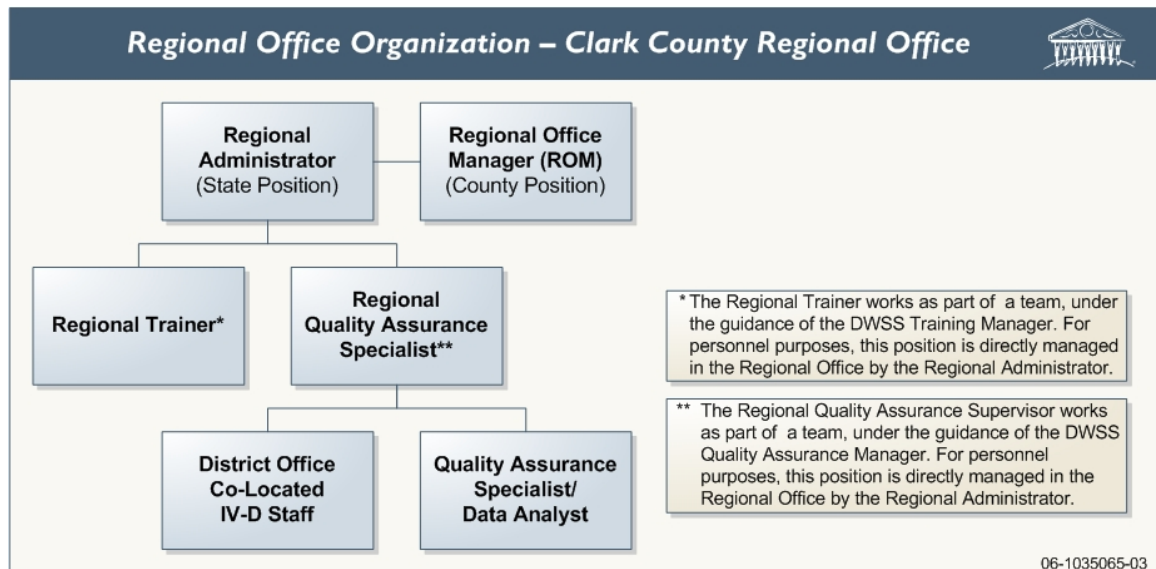 Regional Office Organization – Clark County Regional Office
Regional
Administrator
(State Position)
Regional Office
Manager (ROM)
(County Position)
Regional Trainer*
Regional
Quality Assurance
Specialist**
District Office
Co-Located
IV-D Staff
Quality Assurance
Specialist/
Data Analyst
* The Regional Trainer works as part of a team, under
the guidance of the DWSS Training Manager. For
personnel purposes, this position is directly managed
in the Regional Office by the Regional Administrator.
** The Regional Quality Assurance Supervisor works
as part of a team, under the guidance of the DWSS
Quality Assurance Manager. For personnel
purposes, this position is directly managed in the
Regional Office by the Regional Administrator.
06-1035065-03